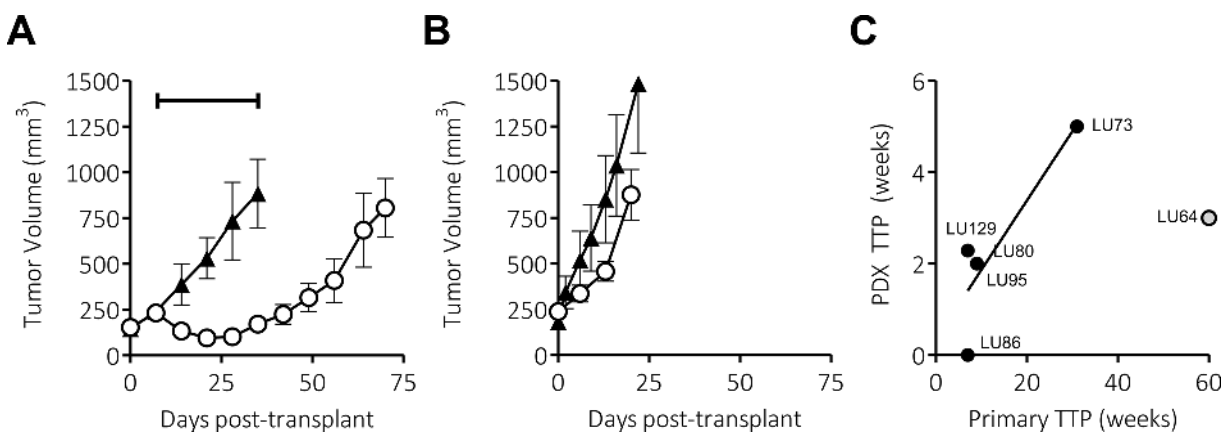 A
B
C
Tumor Volume (mm³)
1500
1250
1000
750
500
250
0
0
25
50
75
Days post-transplant
Tumor Volume (mm³)
1500
1250
1000
750
500
250
0
0
25
50
75
Days post-transplant
PDX TTP (weeks)
6
4
2
0
LU73
LU64
LU129
LU80
LU95
LU86
0
20
40
60
Primary TTP (weeks)